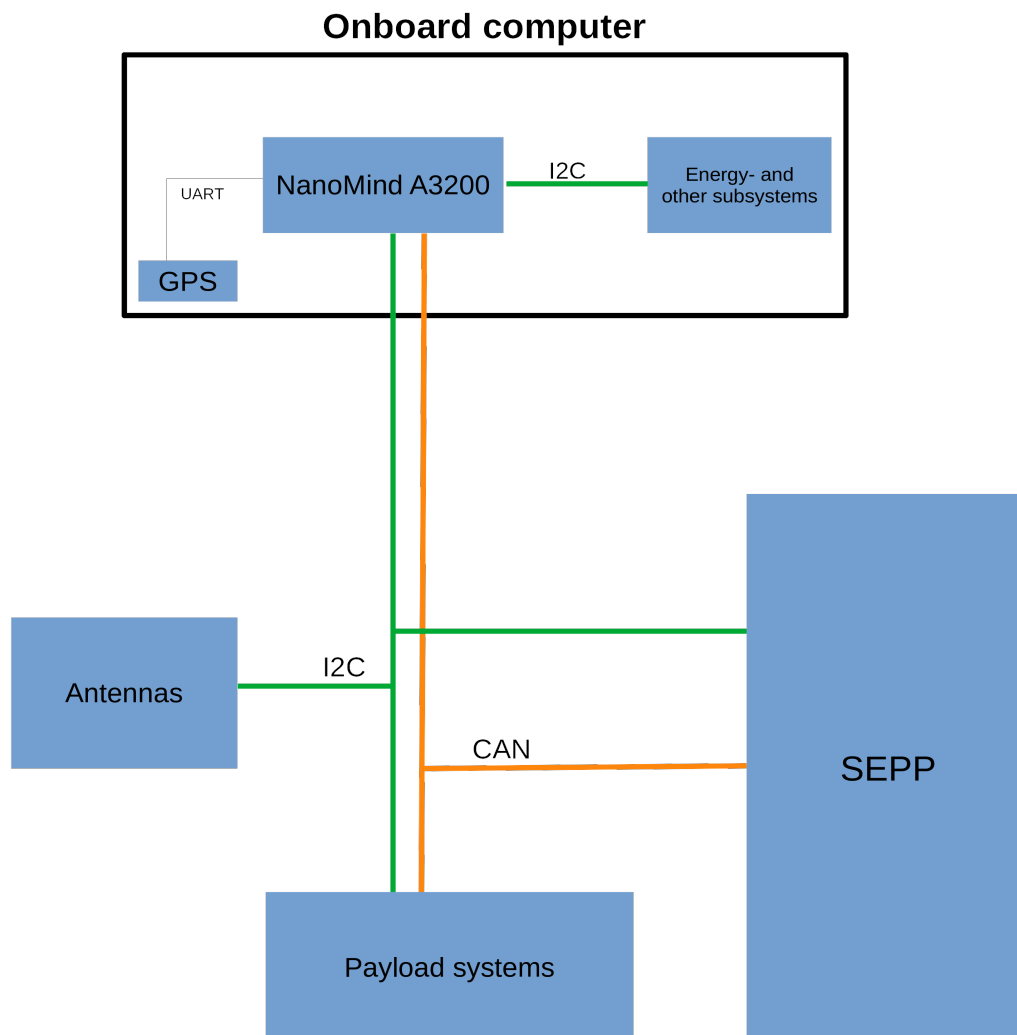 Onboard computer
NanoMind A3200
I2C
Energy- and
other subsystems
UART
GPS
I2C
Antennas
CAN
SEPP
Payload systems